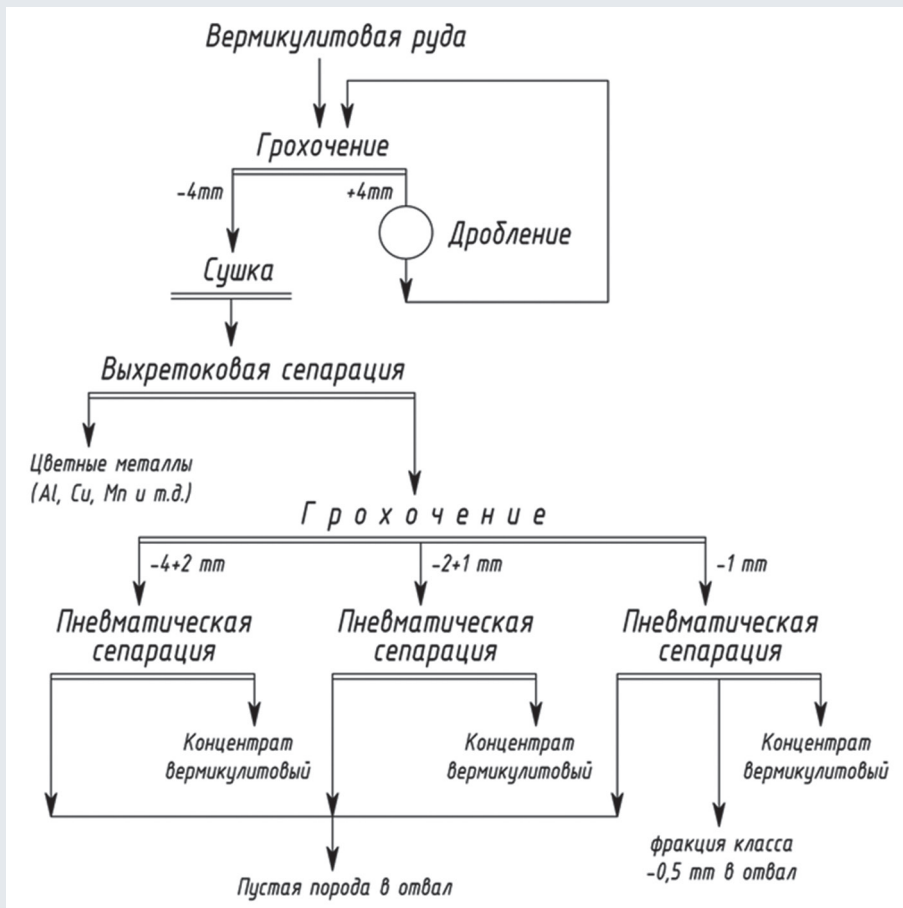 Вермикулитовая руда
Грохочение
-4mm
+4mm
Дробление
Сушка
Выхретоковая сепарация
Цветные металлы
(Al, Cu, Mn и т.д.)
Грохочение
-4+2 mm
-2+1 mm
-1 mm
Пневматическая
сепарация
Пневматическая
сепарация
Пневматическая
сепарация
Концентрат
вермикулитовый
Концентрат
вермикулитовый
Концентрат
вермикулитовый
фракция класса
-0,5 mm в отвал
Пустая порода в отвал